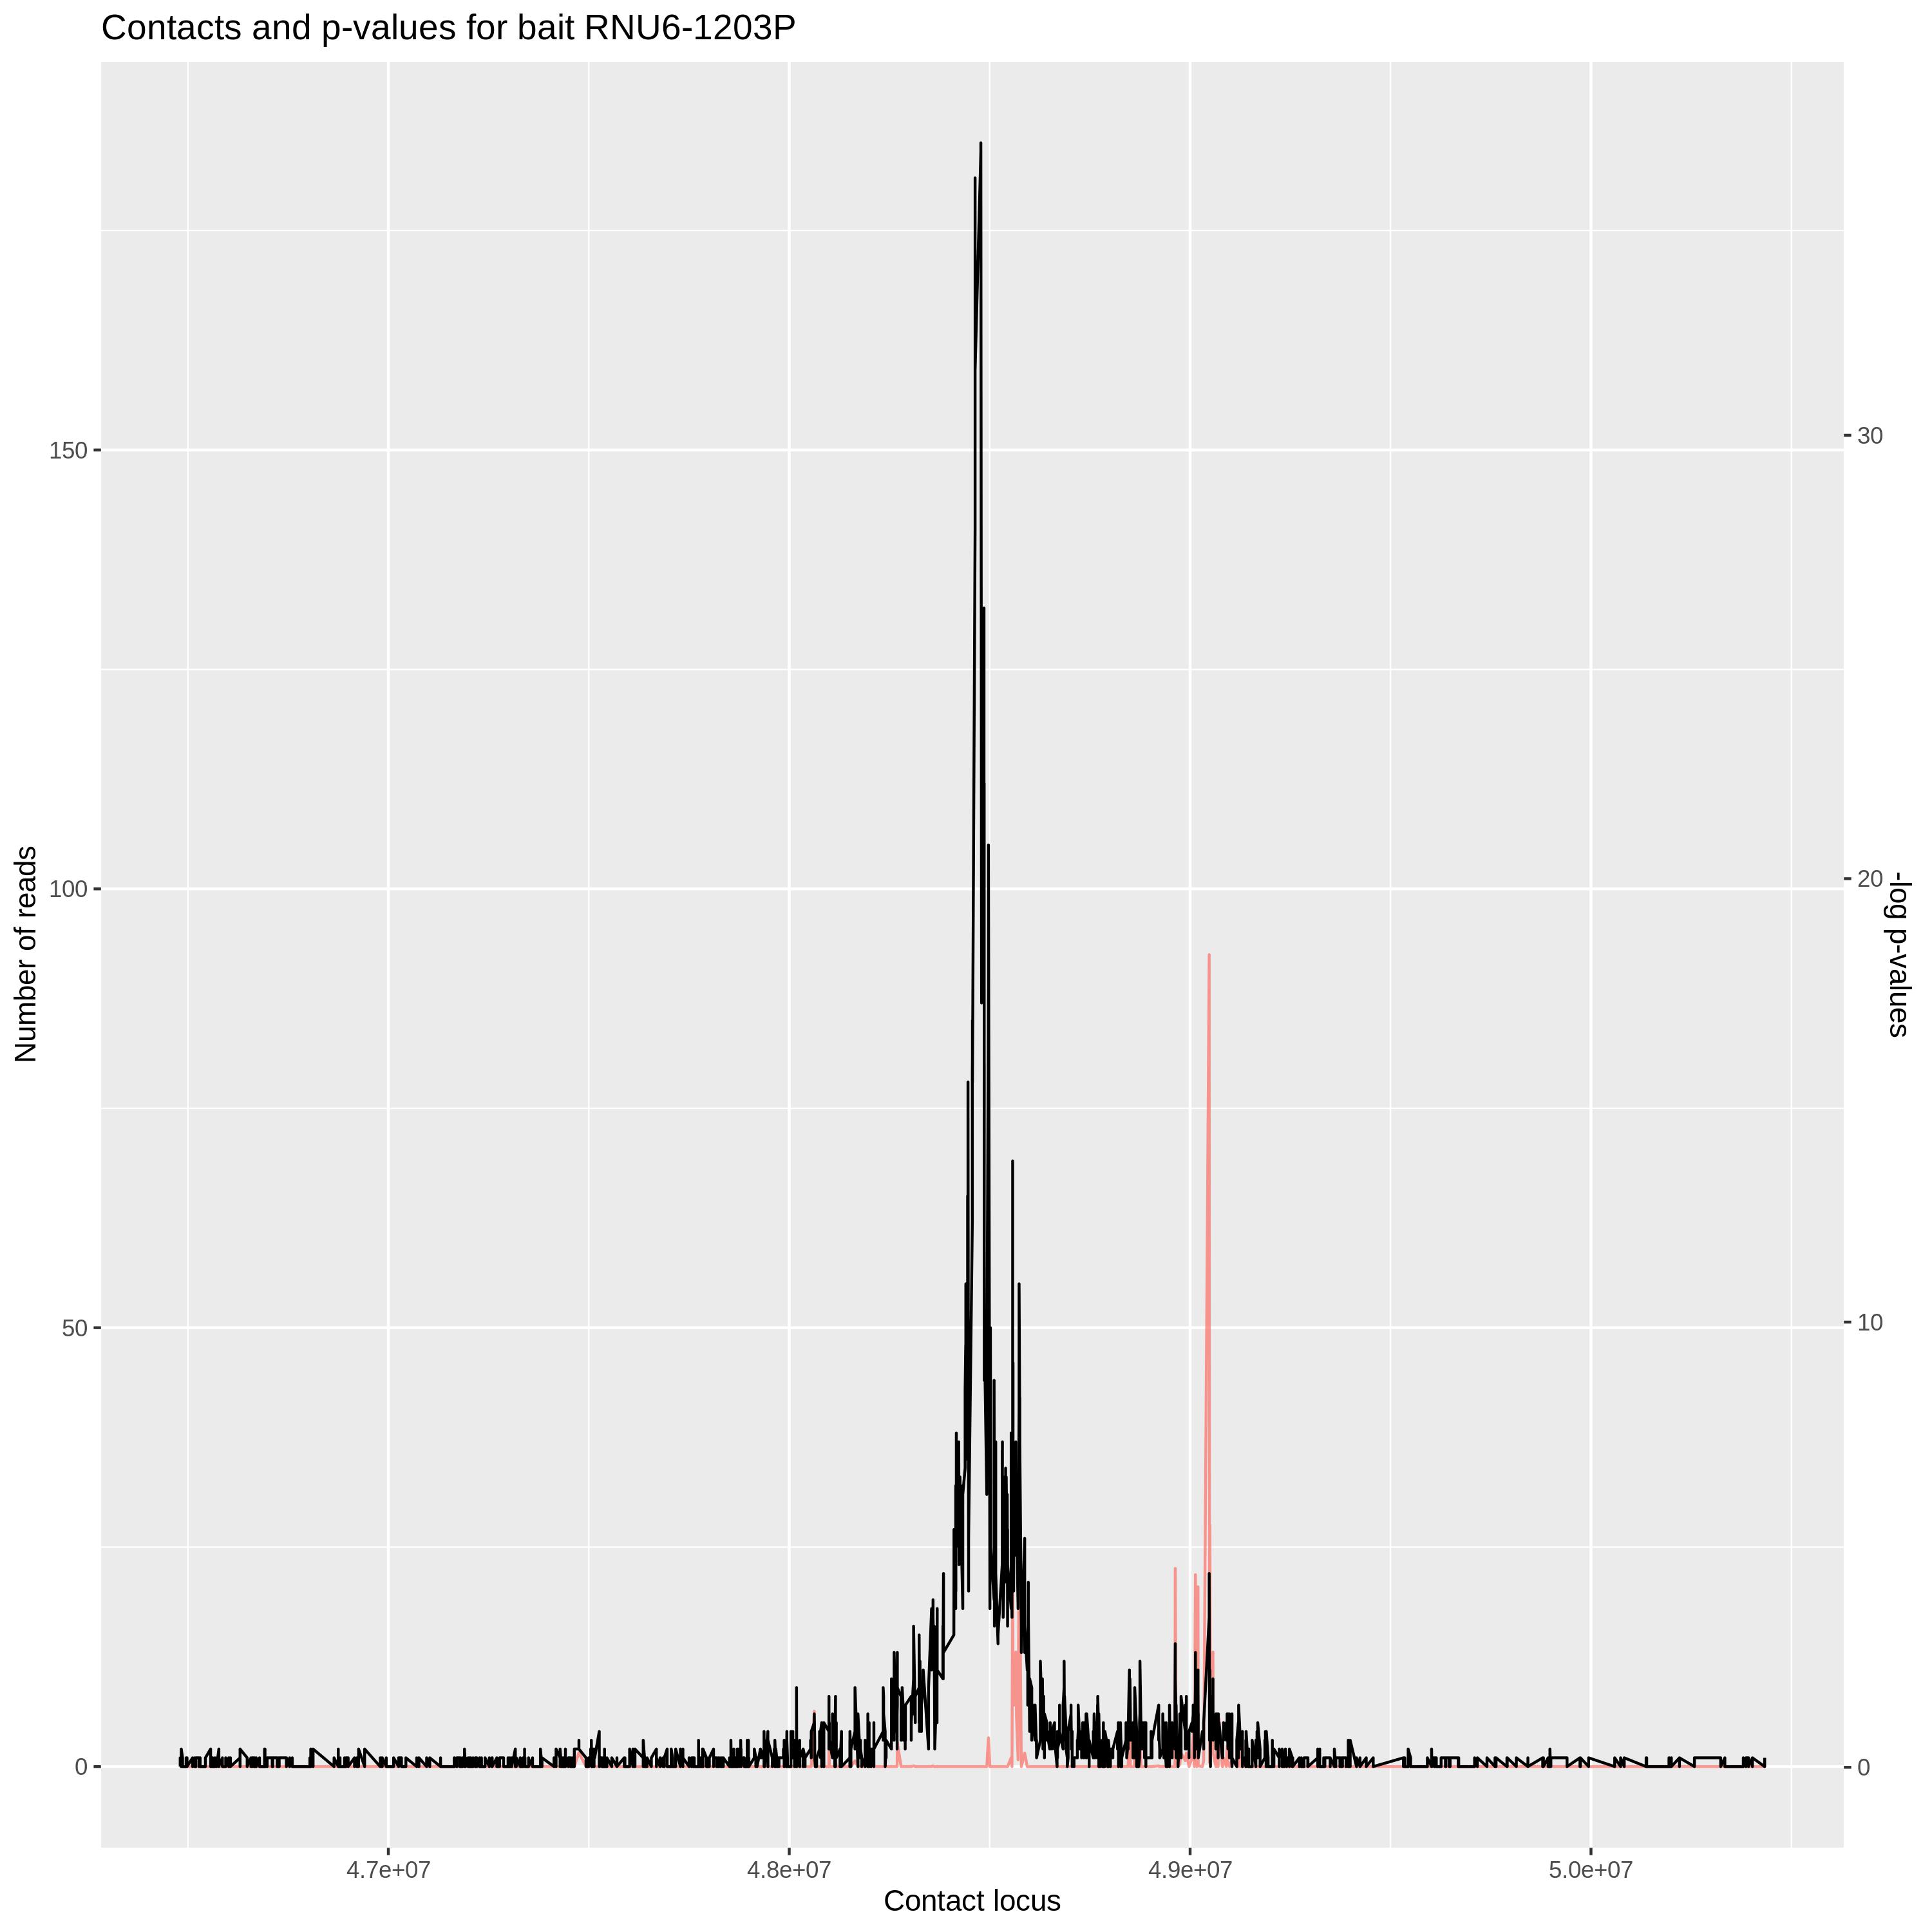 Contacts and p-values for bait RNU6-1203P
Number of reads
150
100
50
0
30
20
10
0
-log p-values
4.7e+07 4.8e+07 4.9e+07 5.0e+07
Contact locus